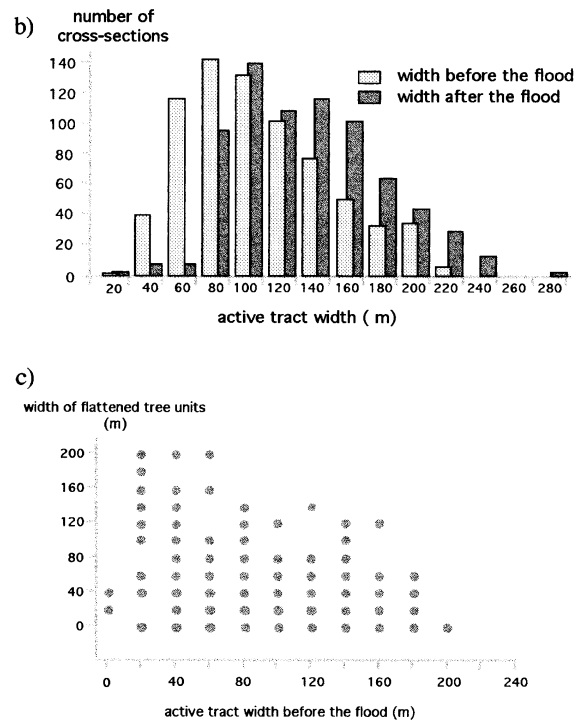 b)
number of
cross-sections
width before the flood
width after the flood
140
120
100
80
60
40
20
0
20 40 60 80 100 120 140 160 180 200 220 240 260 280
active tract width ( m)
c)
width of flattened tree units
(m)
200
160
120
80
40
0
0 40 80 120 160 200 240
active tract width before the flood (m)